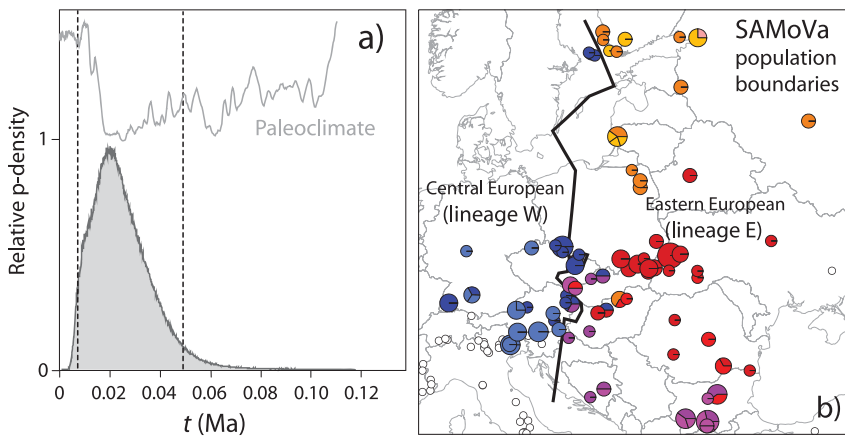 a)
Relative p-density
1
0
Paleoclimate
0
0.02
0.04
0.06
0.08
0.10
0.12
t (Ma)
SAMoVa
population
boundaries
Central European
(lineage W)
Eastern European
(lineage E)
b)